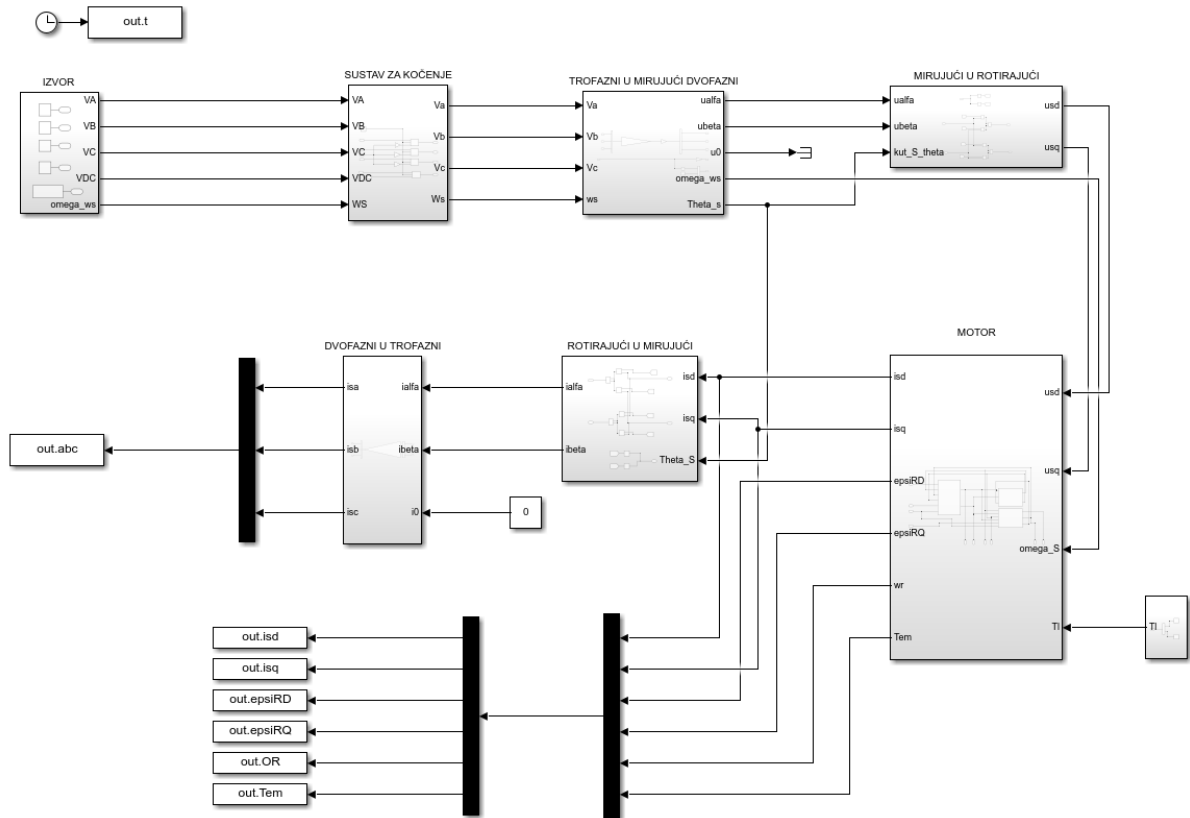 out.t
IZVOR
VA
VB
VC
VDC
omega_ws
SUSTAV ZA KOČENJE
VA
VB
VC
VDC
WS
Va
Vb
Vc
Ws
TROFAZNI U MIRUJUĆI DVOFAZNI
Va
Vb
Vc
ws
ualfa
ubeta
u0
omega_ws
Theta_s
MIRUJUĆI U ROTIRAJUĆI
ualfa
ubeta
kut_S_theta
usd
usq
MOTOR
isd
isq
epsiRD
epsiRQ
wr
Tem
usd
usq
omega_S
Tl
Tl
ROTIRAJUĆI U MIRUJUĆI
ialfa
ibeta
isd
isq
Theta_S
DVOFAZNI U TROFAZNI
isa
isb
isc
ialfa
ibeta
i0
0
out.abc
out.isd
out.isq
out.epsiRD
out.epsiRQ
out.OR
out.Tem